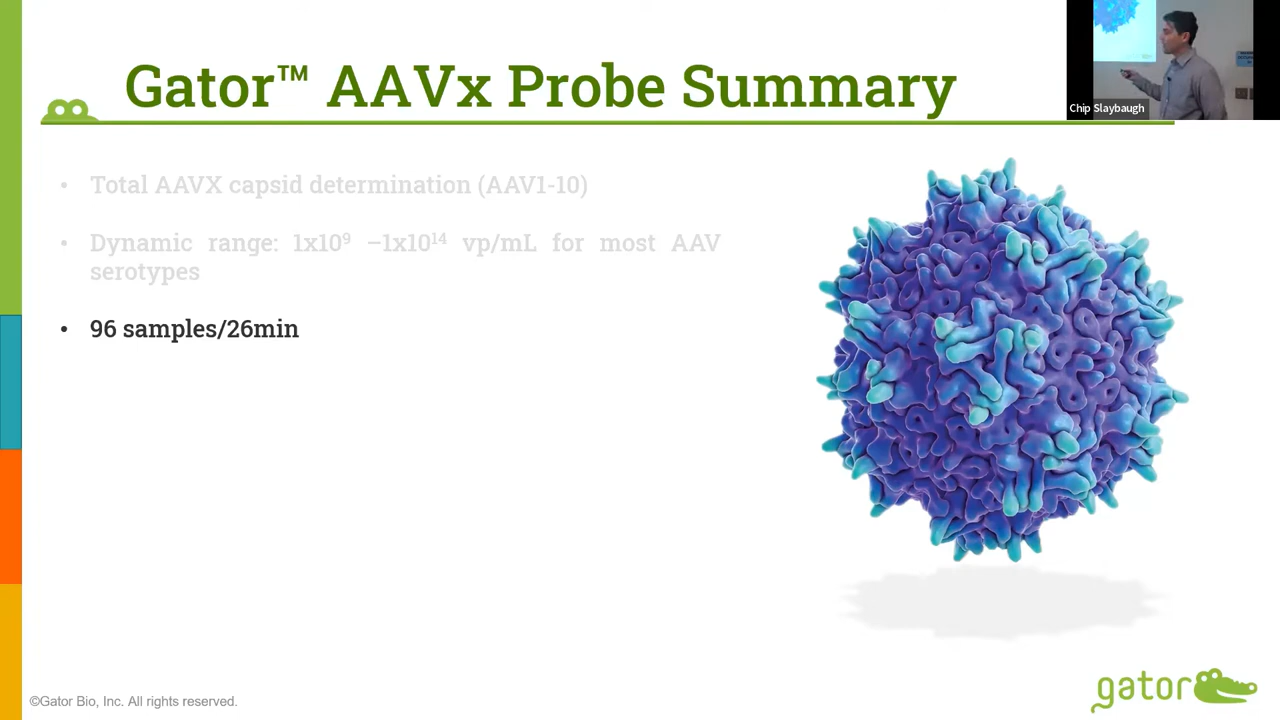 Gator™ AAVx Probe Summary
Chip Slaybaugh
• Total AAVX capsid determination (AAV1-10)
• Dynamic range: 1x10⁹ –1x10¹⁴ vp/mL for most AAV
serotypes
• 96 samples/26min
©Gator Bio, Inc. All rights reserved.
gator